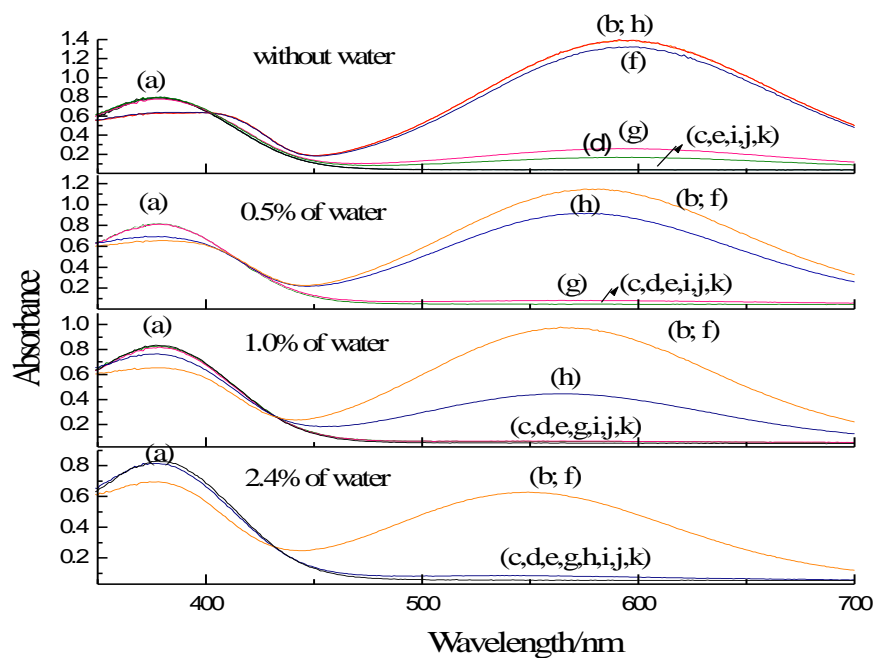 1.4
1.2
1.0
0.8
0.6
0.4
0.2
without water
(a)
(b; h)
(f)
(g)
(d)
(c,e,i,j,k)
1.2
1.0
0.8
0.6
0.4
0.2
(a)
0.5% of water
(b; f)
(h)
(g)
(c,d,e,i,j,k)
1.0
0.8
0.6
0.4
0.2
(a)
1.0% of water
(b; f)
(h)
(c,d,e,g,i,j,k)
0.8
0.6
0.4
0.2
(a)
2.4% of water
(b; f)
(c,d,e,g,h,i,j,k)
400 500 600 700
Absorbance
Wavelength/nm